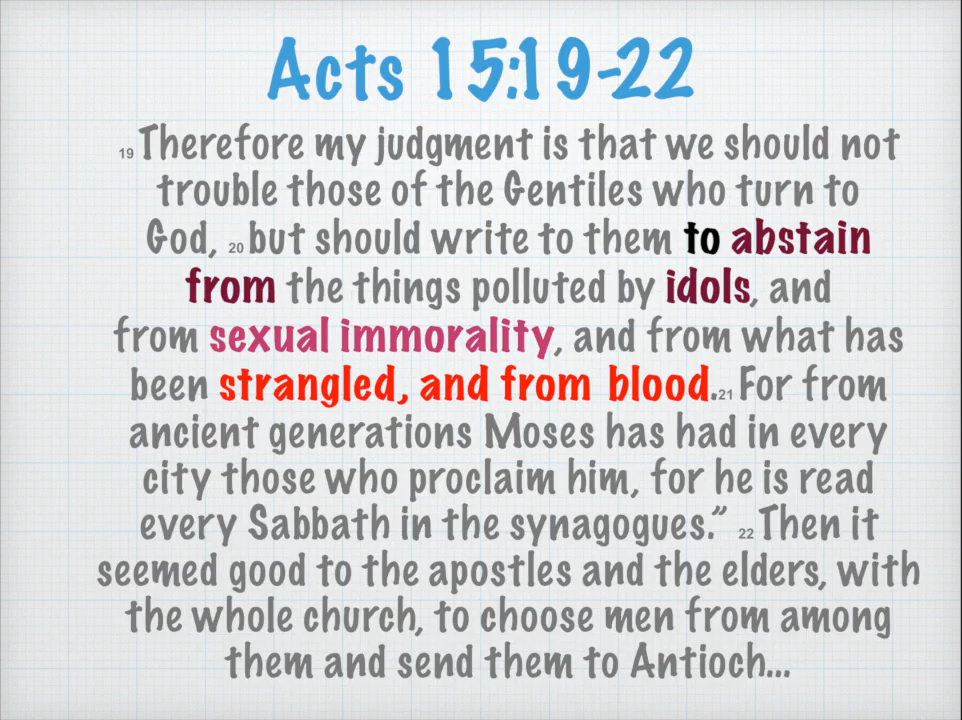 Acts 15:19-22
19 Therefore my judgment is that we should not
trouble those of the Gentiles who turn to
God, 20 but should write to them to abstain
from the things polluted by idols, and
from sexual immorality, and from what has
been strangled, and from blood. 21 For from
ancient generations Moses has had in every
city those who proclaim him, for he is read
every Sabbath in the synagogues.” 22 Then it
seemed good to the apostles and the elders, with
the whole church, to choose men from among
them and send them to Antioch...